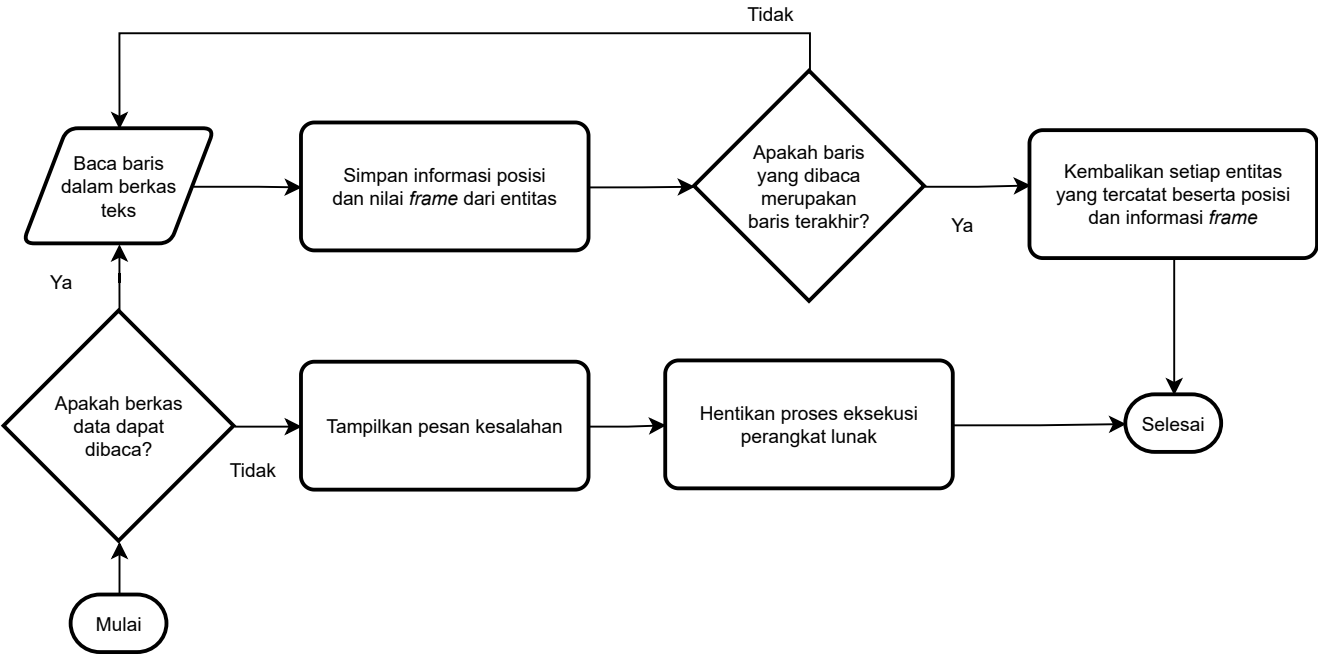 Tidak
Baca baris
dalam berkas
teks
Simpan informasi posisi
dan nilai frame dari entitas
Apakah baris
yang dibaca
merupakan
baris terakhir?
Ya
Kembalikan setiap entitas
yang tercatat beserta posisi
dan informasi frame
Ya
Apakah berkas
data dapat
dibaca?
Tidak
Tampilkan pesan kesalahan
Hentikan proses eksekusi
perangkat lunak
Selesai
Mulai